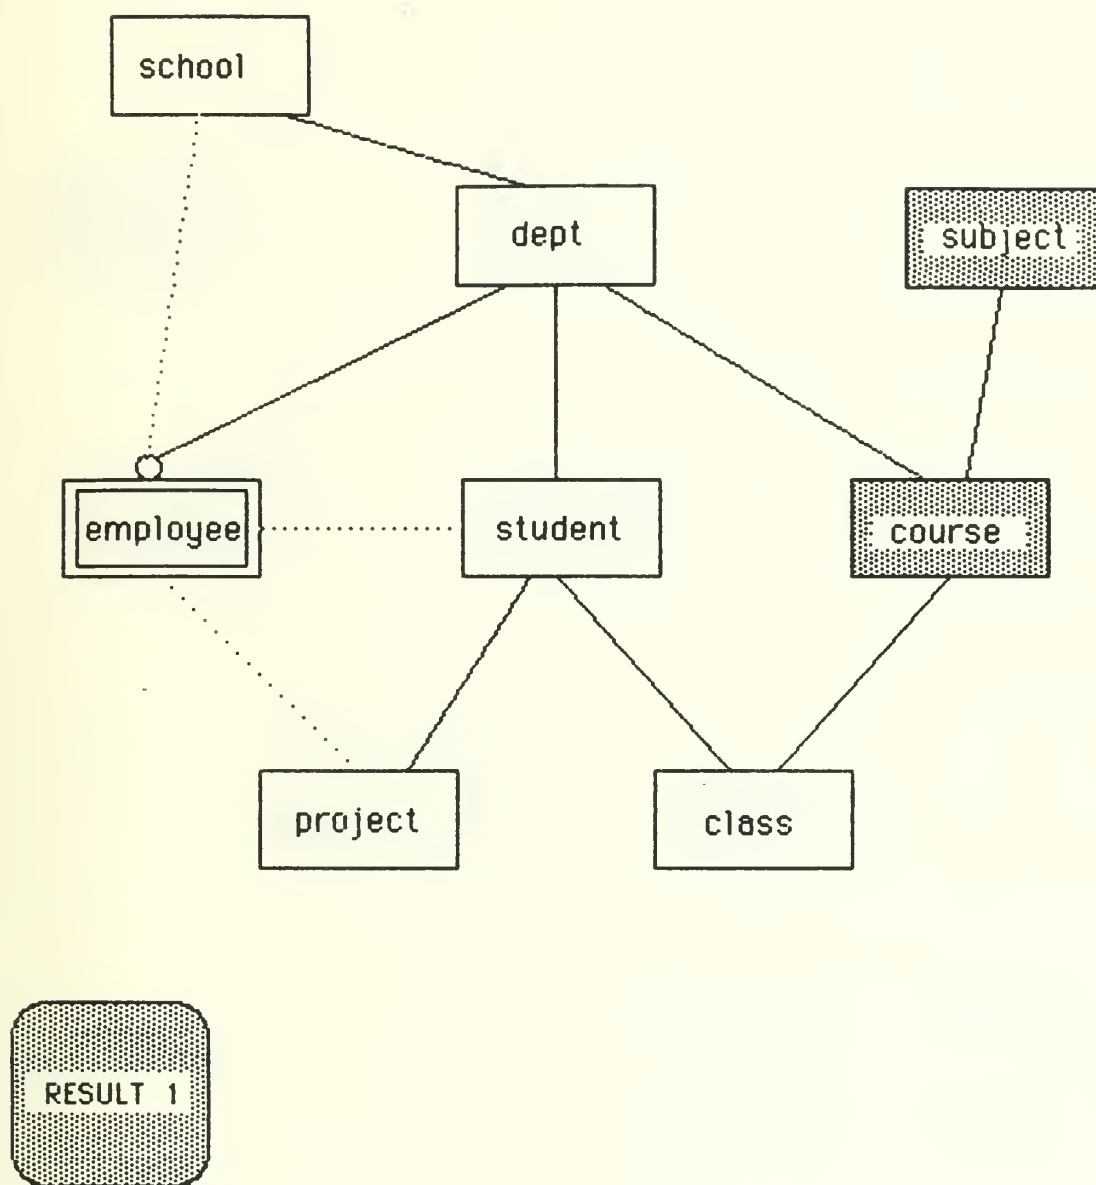 school
dept
subject
employee
student
course
project
class
RESULT 1